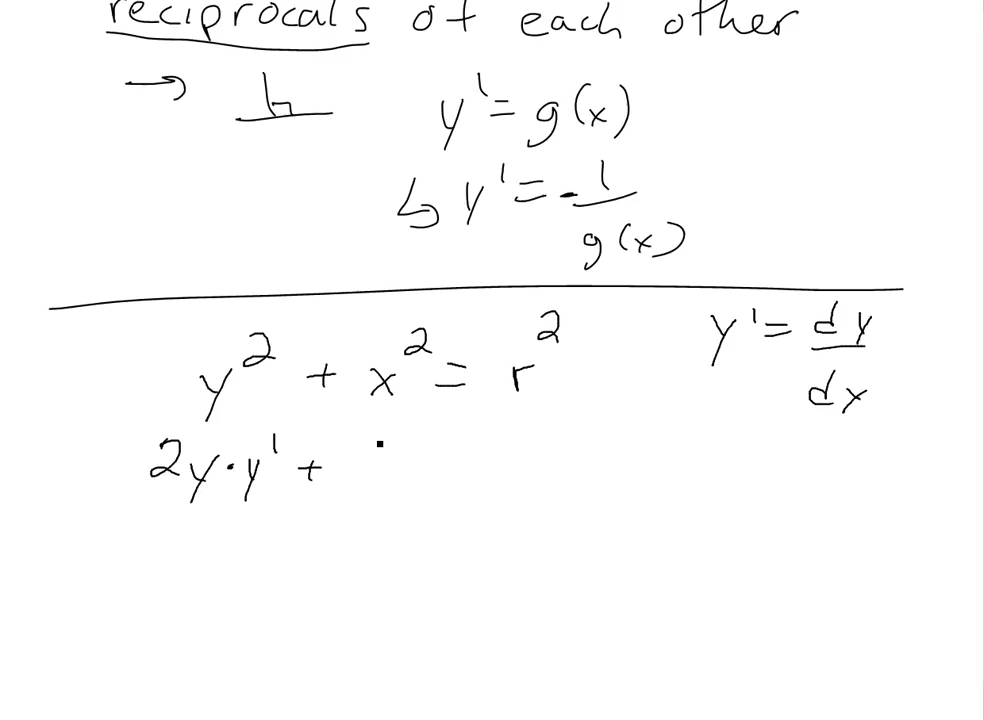 reciprocals of each other
→ y' = g(x)
↳ y' = -1/g(x)
y² + x² = r² y' = dy/dx
2y·y' +